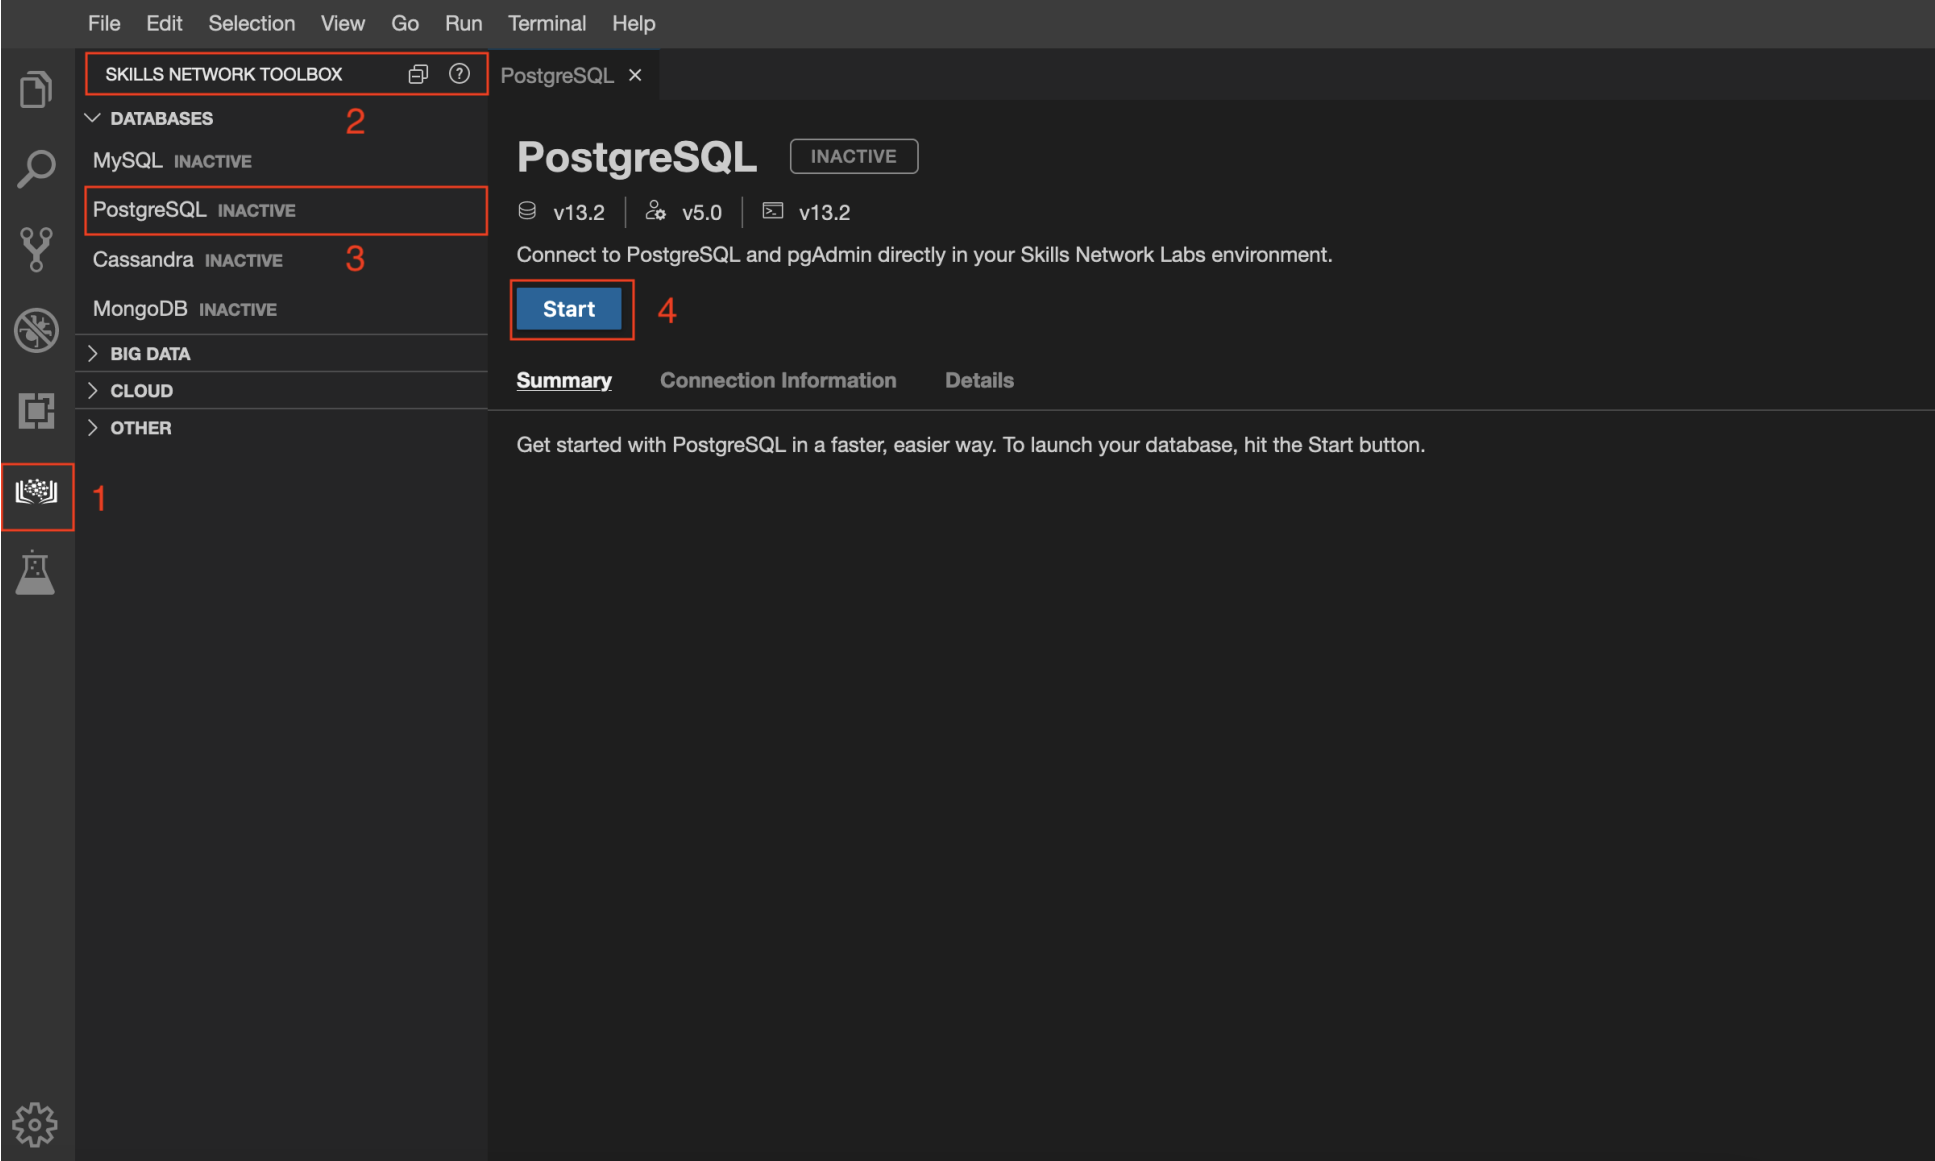 File Edit Selection View Go Run Terminal Help
SKILLS NETWORK TOOLBOX
PostgreSQL
DATABASES
2
MySQL INACTIVE
PostgreSQL INACTIVE
Cassandra INACTIVE
3
MongoDB INACTIVE
BIG DATA
CLOUD
OTHER
1
PostgreSQL INACTIVE
v13.2 v5.0 v13.2
Connect to PostgreSQL and pgAdmin directly in your Skills Network Labs environment.
Start
4
Summary Connection Information Details
Get started with PostgreSQL in a faster, easier way. To launch your database, hit the Start button.